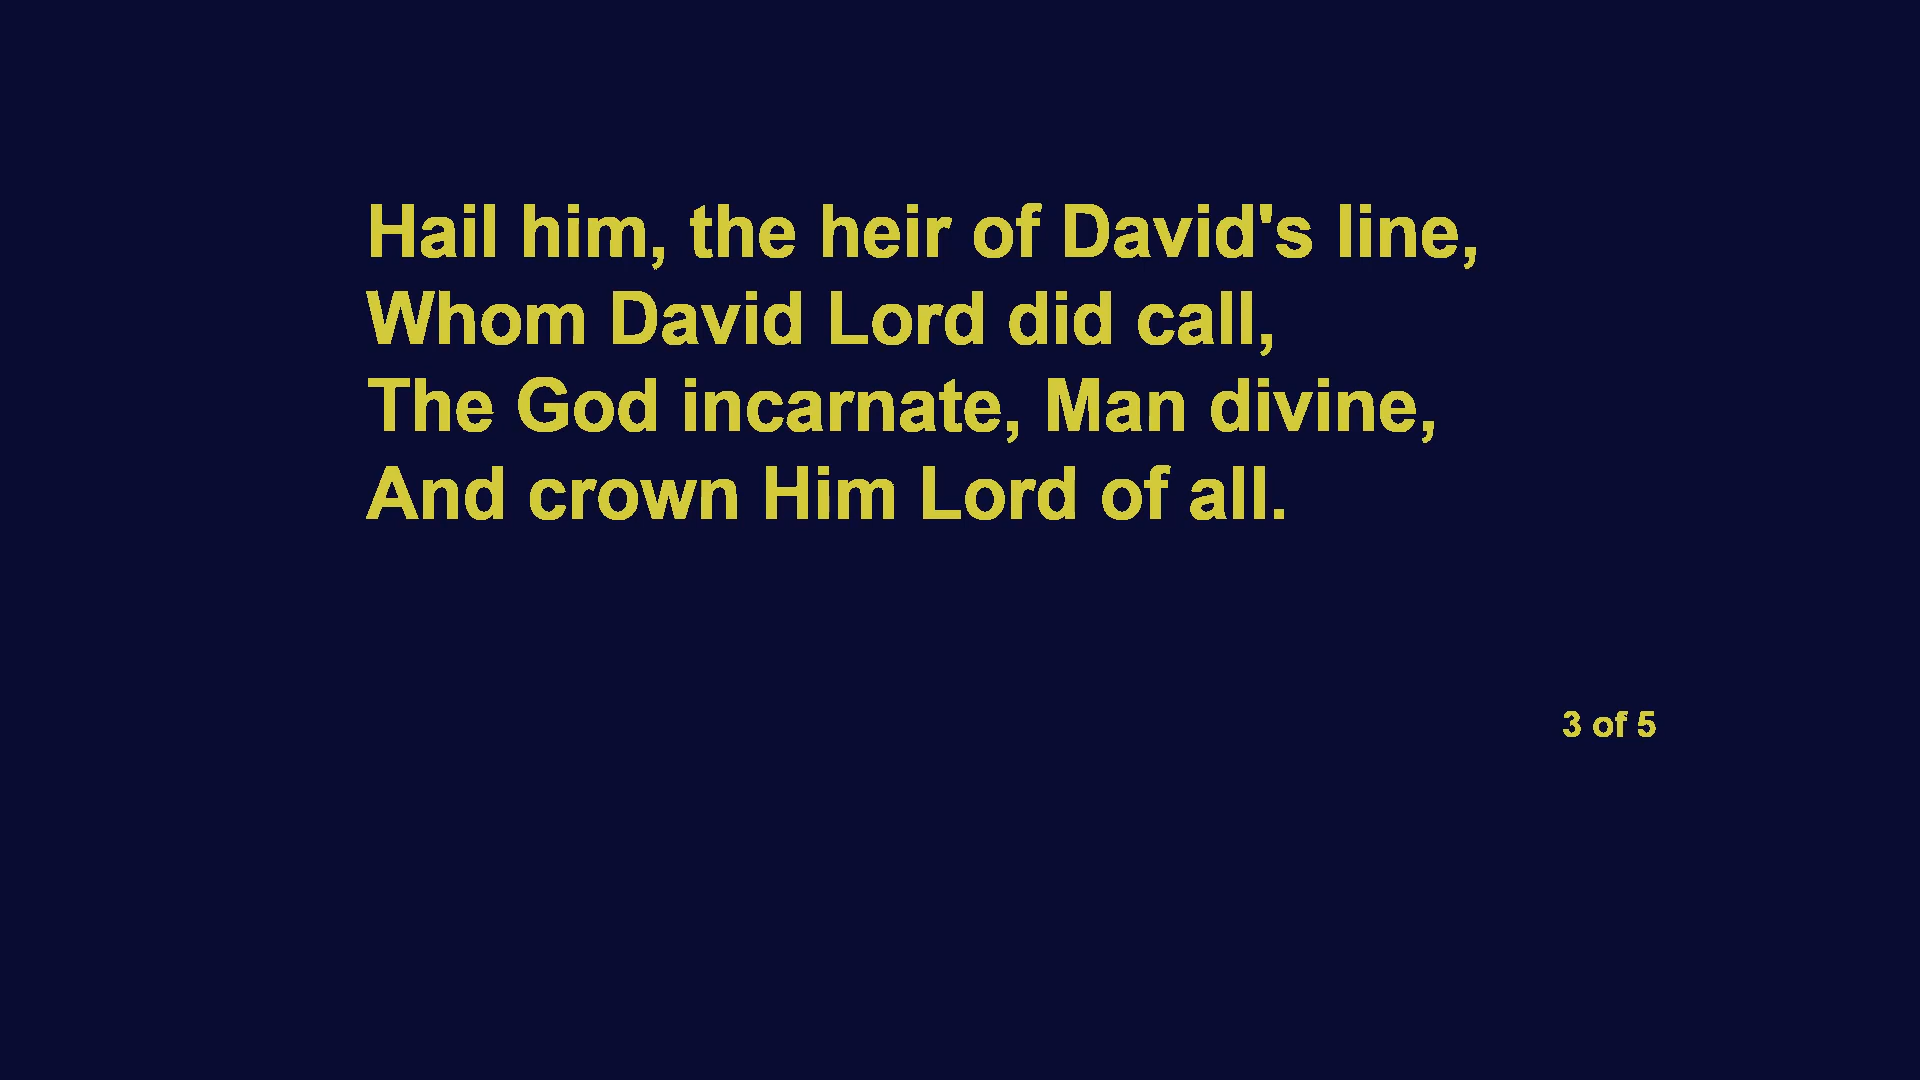 Hail him, the heir of David's line,
Whom David Lord did call,
The God incarnate, Man divine,
And crown Him Lord of all.
3 of 5